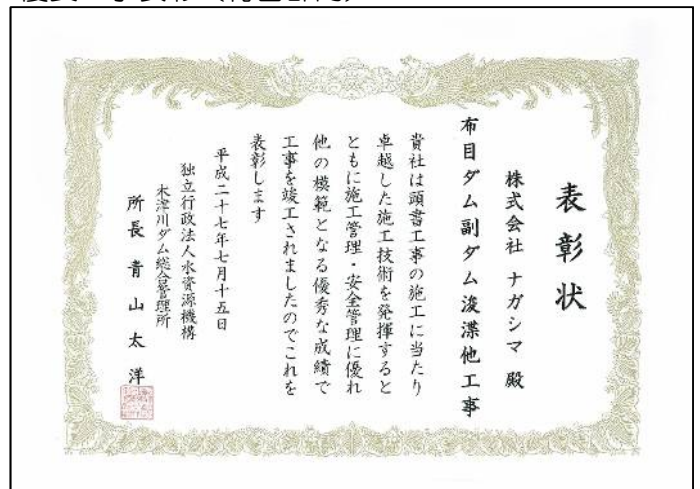 表彰状
株式会社 ナガシマ 殿
布目ダム副ダム浚渫他工事
貴社は頭書工事の施工に当たり
卓越した施工技術を発揮すると
ともに施工管理・安全管理に優れ
他の模範となる優秀な成績で
工事を竣工されましたのでこれを
表彰します
平成二十七年七月十五日
独立行政法人水資源機構
木津川ダム総合管理所
所長 青山太洋